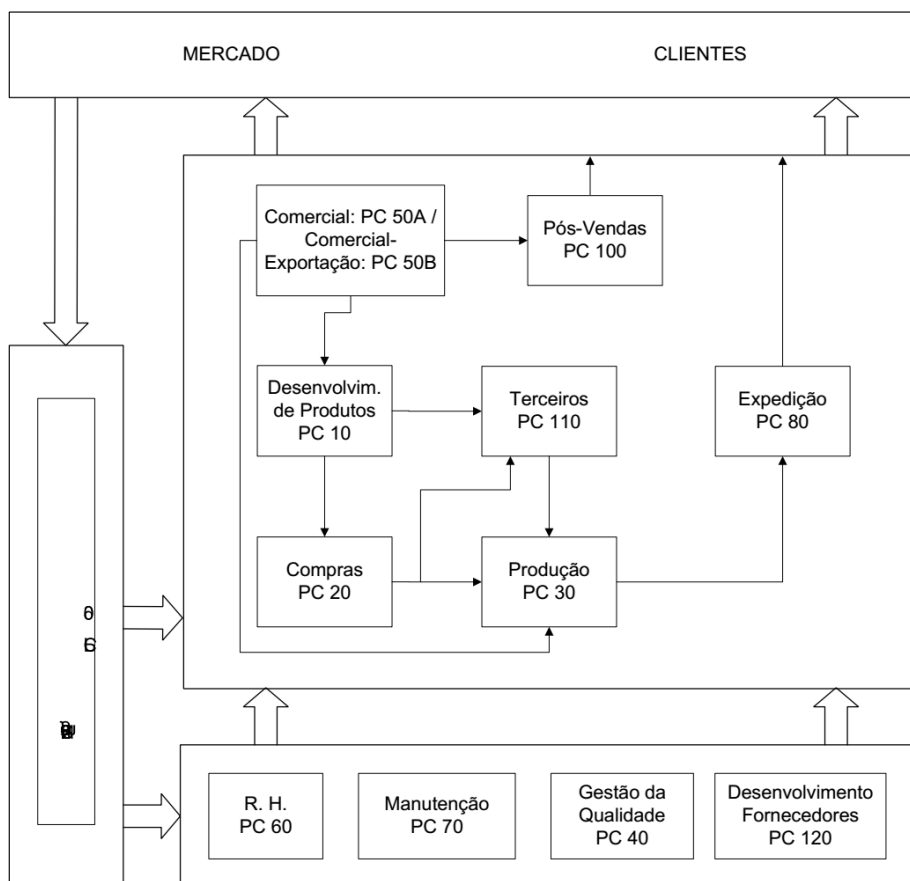 MERCADO
CLIENTES
Comercial: PC 50A /
Comercial-
Exportação: PC 50B
Pós-Vendas
PC 100
Desenvolvim.
de Produtos
PC 10
Terceiros
PC 110
Expedição
PC 80
Compras
PC 20
Produção
PC 30
R. H.
PC 60
Manutenção
PC 70
Gestão da
Qualidade
PC 40
Desenvolvimento
Fornecedores
PC 120